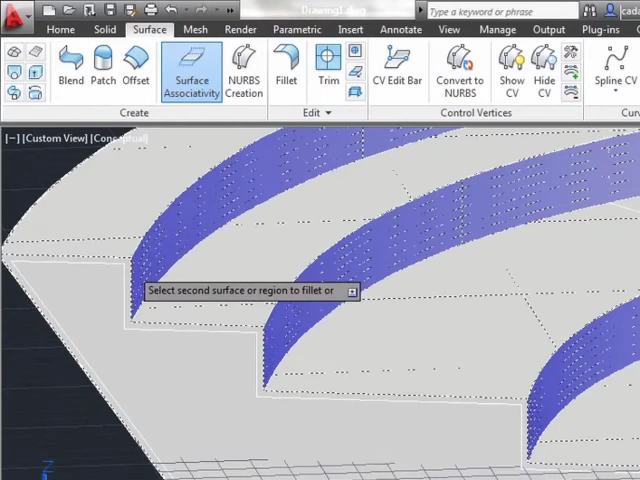 Drawing1.dwg
Type a keyword or phrase
cada
Home Solid Surface Mesh Render Parametric Insert Annotate View Manage Output Plug-ins
Blend Patch Offset Surface Associativity NURBS Creation Fillet Trim CV Edit Bar Convert to NURBS Show CV Hide CV Spline CV
Create Edit Control Vertices Curv
[−] [Custom View] [Conceptual]
Select second surface or region to fillet or
Z